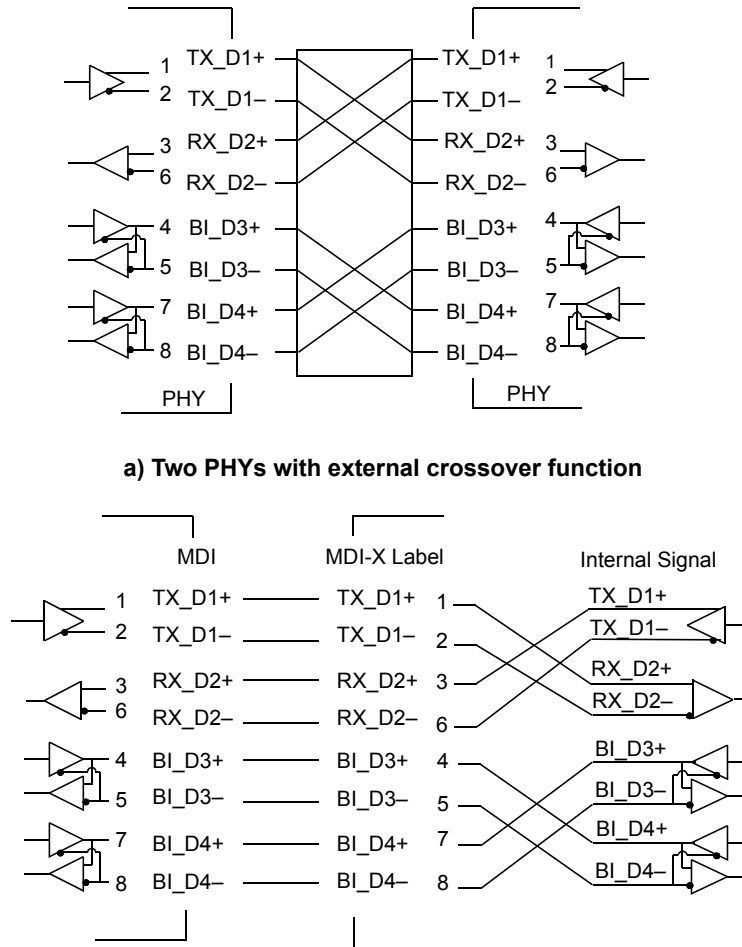 1 TX_D1+ TX_D1+ 1
2 TX_D1– TX_D1– 2
3 RX_D2+ RX_D2+ 3
6 RX_D2– RX_D2– 6
4 BI_D3+ BI_D3+ 4
5 BI_D3– BI_D3– 5
7 BI_D4+ BI_D4+ 7
8 BI_D4– BI_D4– 8
PHY PHY
a) Two PHYs with external crossover function
MDI MDI-X Label Internal Signal
1 TX_D1+ TX_D1+ 1 TX_D1+
2 TX_D1– TX_D1– 2 TX_D1–
3 RX_D2+ RX_D2+ 3 RX_D2+
6 RX_D2– RX_D2– 6 RX_D2–
4 BI_D3+ BI_D3+ 4 BI_D3+
5 BI_D3– BI_D3– 5 BI_D3–
7 BI_D4+ BI_D4+ 7 BI_D4+
8 BI_D4– BI_D4– 8 BI_D4–